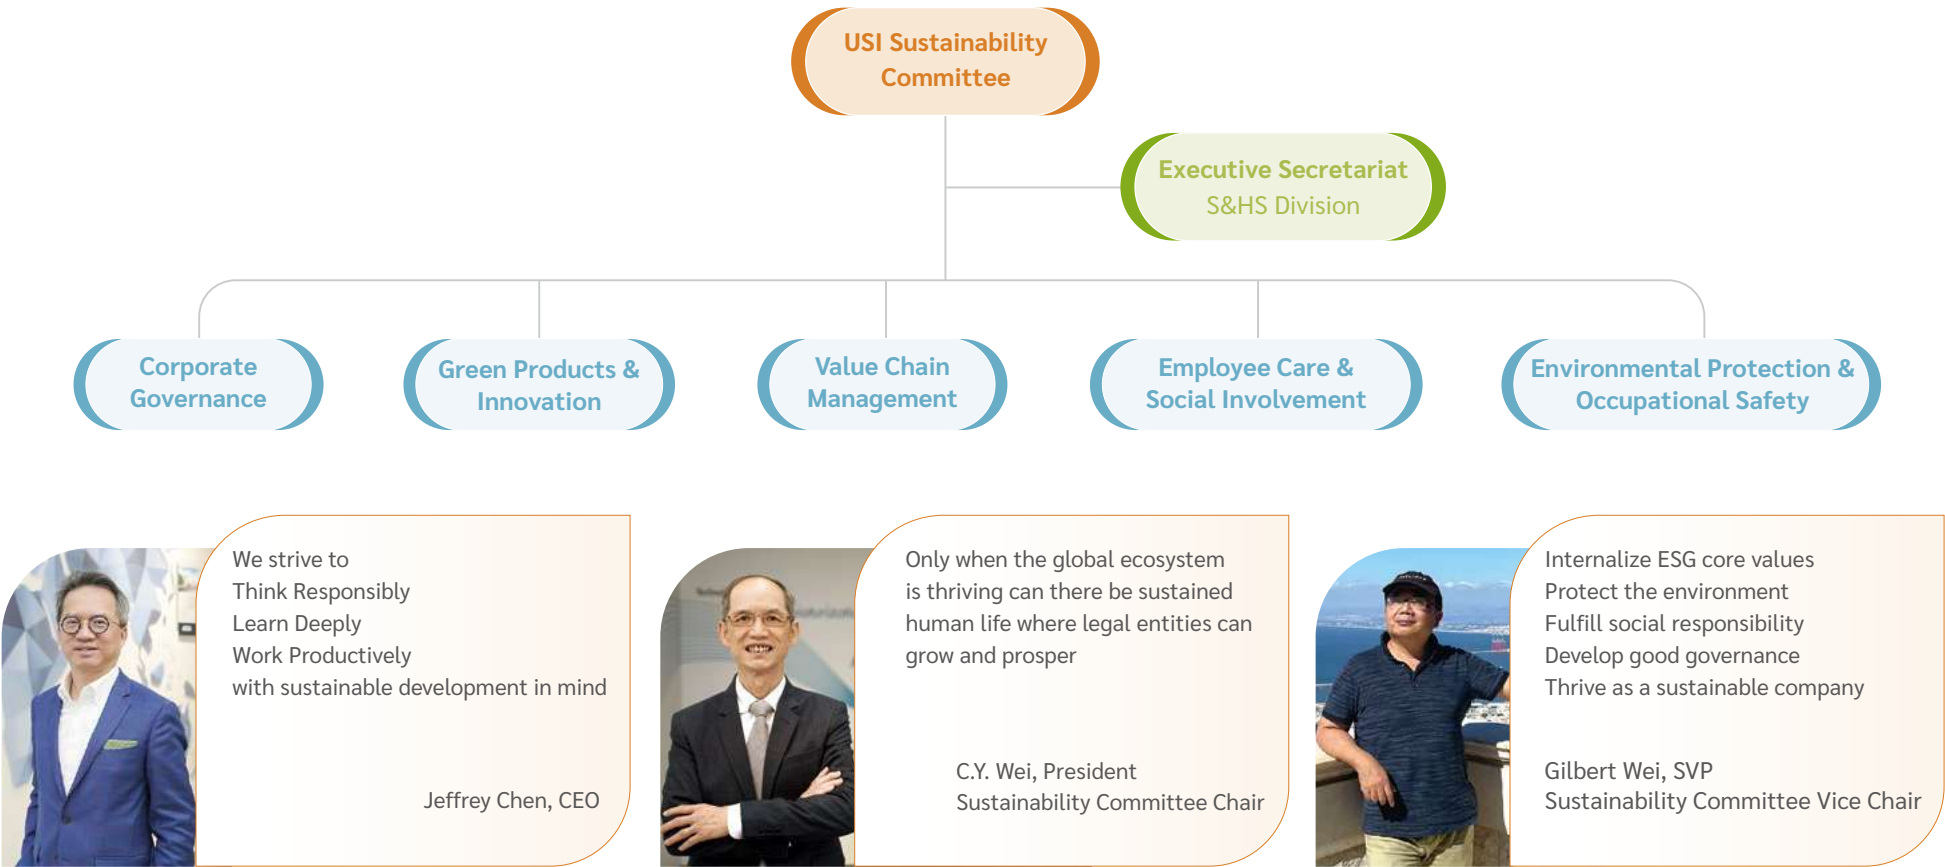 USI Sustainability
Committee
Executive Secretariat
S&HS Division
Corporate
Governance
Green Products &
Innovation
Value Chain
Management
Employee Care &
Social Involvement
Environmental Protection &
Occupational Safety
We strive to
Think Responsibly
Learn Deeply
Work Productively
with sustainable development in mind
Jeffrey Chen, CEO
Only when the global ecosystem
is thriving can there be sustained
human life where legal entities can
grow and prosper
C.Y. Wei, President
Sustainability Committee Chair
Internalize ESG core values
Protect the environment
Fulfill social responsibility
Develop good governance
Thrive as a sustainable company
Gilbert Wei, SVP
Sustainability Committee Vice Chair